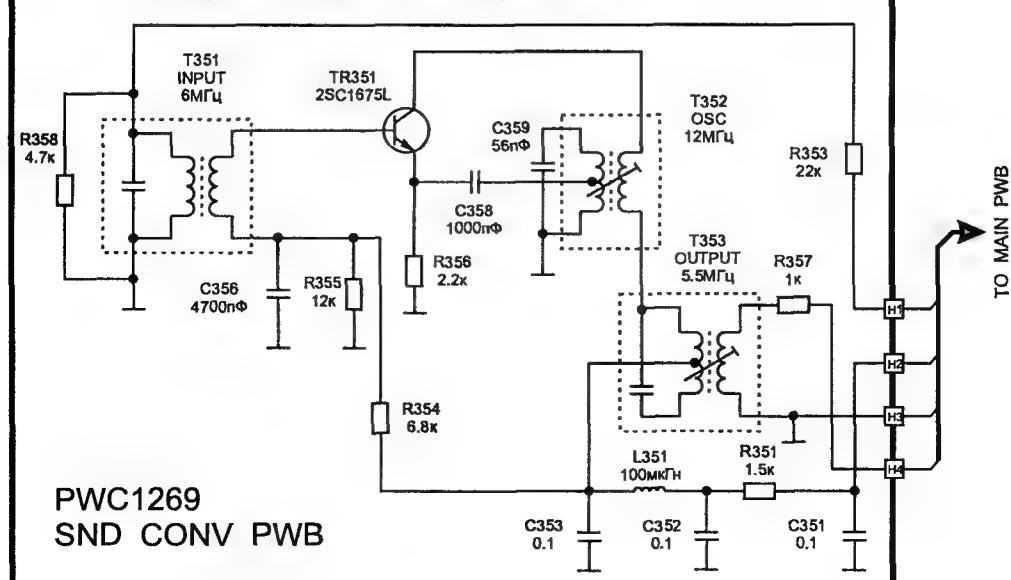 T351
INPUT
6МГц
TR351
2SC1675L
R358
4.7к
C359
56пФ
T352
OSC
12МГц
R353
22к
C358
1000пФ
T353
OUTPUT
5.5МГц
R357
1к
TO MAIN PWB
C356
4700пФ
R355
12к
R356
2.2к
H1
H2
H3
H4
R354
6.8к
L351
100мкГн
R351
1.5к
PWC1269
SND CONV PWB
C353
0.1
C352
0.1
C351
0.1